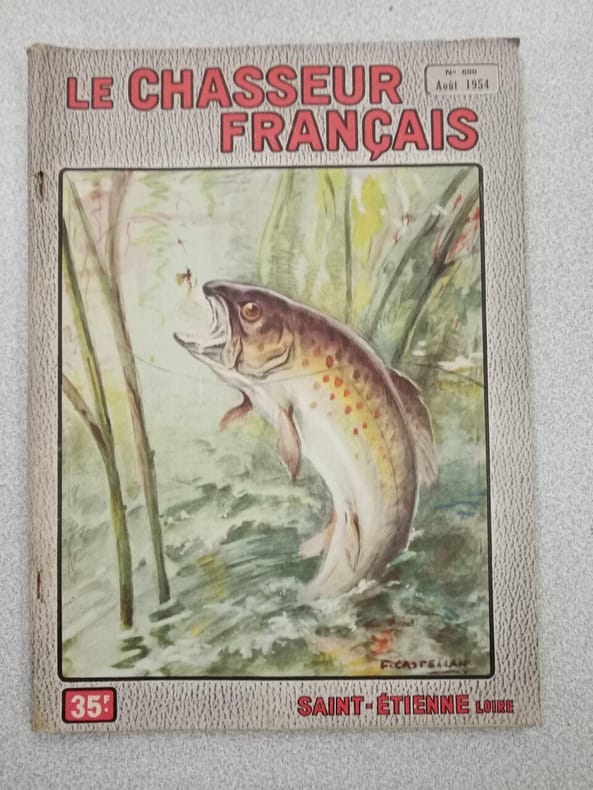 LE CHASSEUR
FRANÇAIS
N° 690
Août 1954
F. CASTELLAN
35F.
SAINT-ÉTIENNE LOIRE